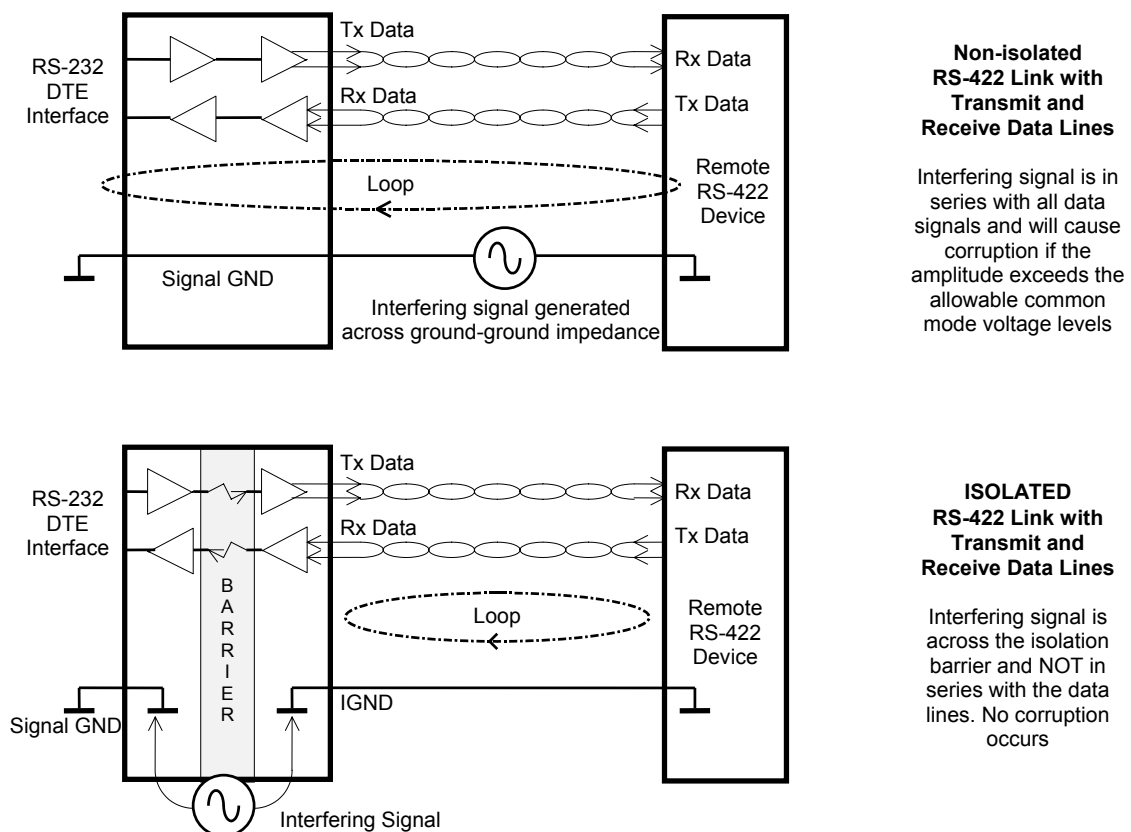 Tx Data
RS-232
DTE
Interface
Rx Data
Rx Data
Tx Data
Loop
Remote
RS-422
Device
Signal GND
Interfering signal generated
across ground-ground impedance
Non-isolated
RS-422 Link with
Transmit and
Receive Data Lines
Interfering signal is in
series with all data
signals and will cause
corruption if the
amplitude exceeds the
allowable common
mode voltage levels
Tx Data
RS-232
DTE
Interface
Rx Data
Rx Data
Tx Data
BARRIER
Loop
Remote
RS-422
Device
IGND
Signal GND
Interfering Signal
ISOLATED
RS-422 Link with
Transmit and
Receive Data Lines
Interfering signal is
across the isolation
barrier and NOT in
series with the data
lines. No corruption
occurs